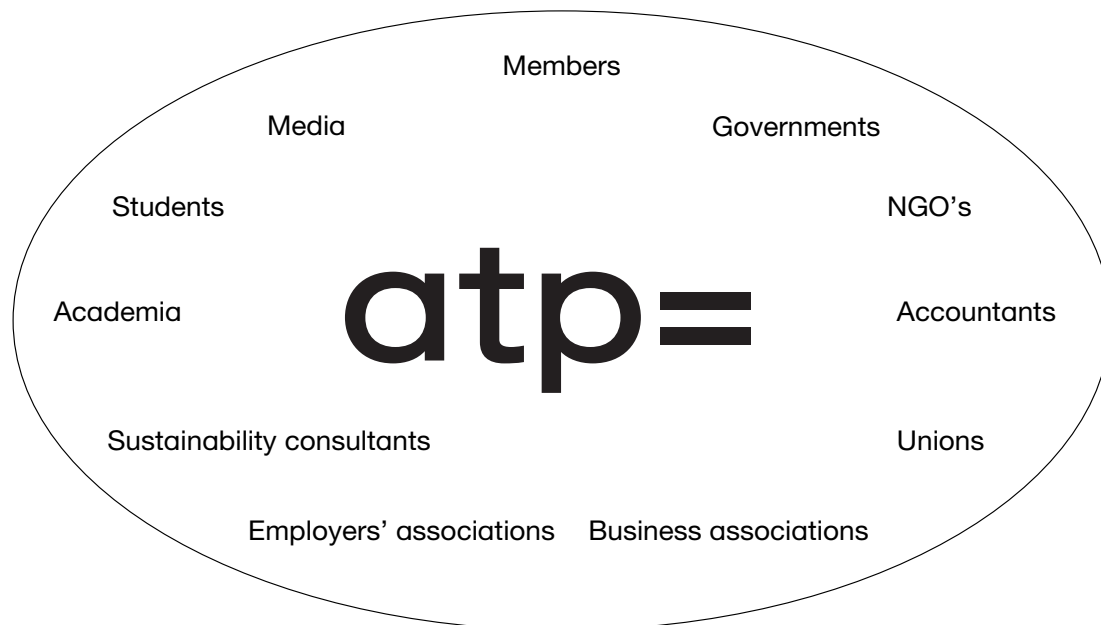 Members
Media
Governments
Students
NGO’s
atp=
Academia
Accountants
Sustainability consultants
Unions
Employers’ associations
Business associations